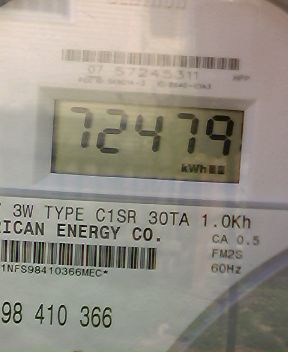 07 57245311
72479
kWh
3W TYPE C1SR 30TA 1.0Kh
RICAN ENERGY CO.
CA 0.5
FM2S
60Hz
1NFS98410366MEC*
98 410 366